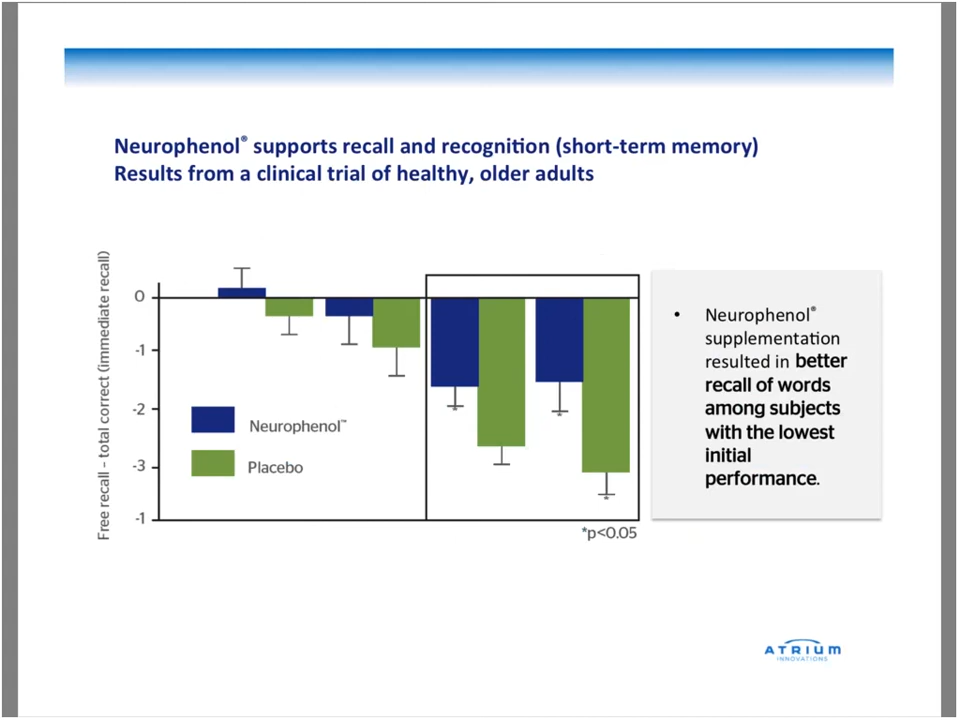 Neurophenol® supports recall and recognition (short-term memory)
Results from a clinical trial of healthy, older adults
Free recall – total correct (immediate recall)
0
-1
-2
-3
-1
Neurophenol™
Placebo
*
*
*
*p<0.05
• Neurophenol®
supplementation
resulted in better
recall of words
among subjects
with the lowest
initial
performance.
ATRIUM
INNOVATIONS